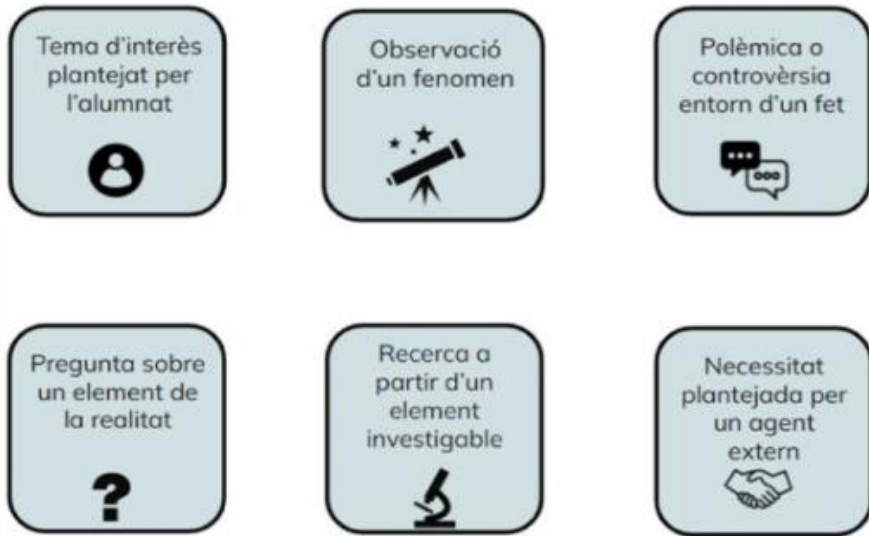 Tema d'interès
plantejat per
l'alumnat
Observació
d'un fenomen
Polèmica o
controvèrsia
entorn d'un fet
Pregunta sobre
un element de
la realitat
?
Recerca a
partir d'un
element
investigable
Necessitat
plantejada per
un agent
extern